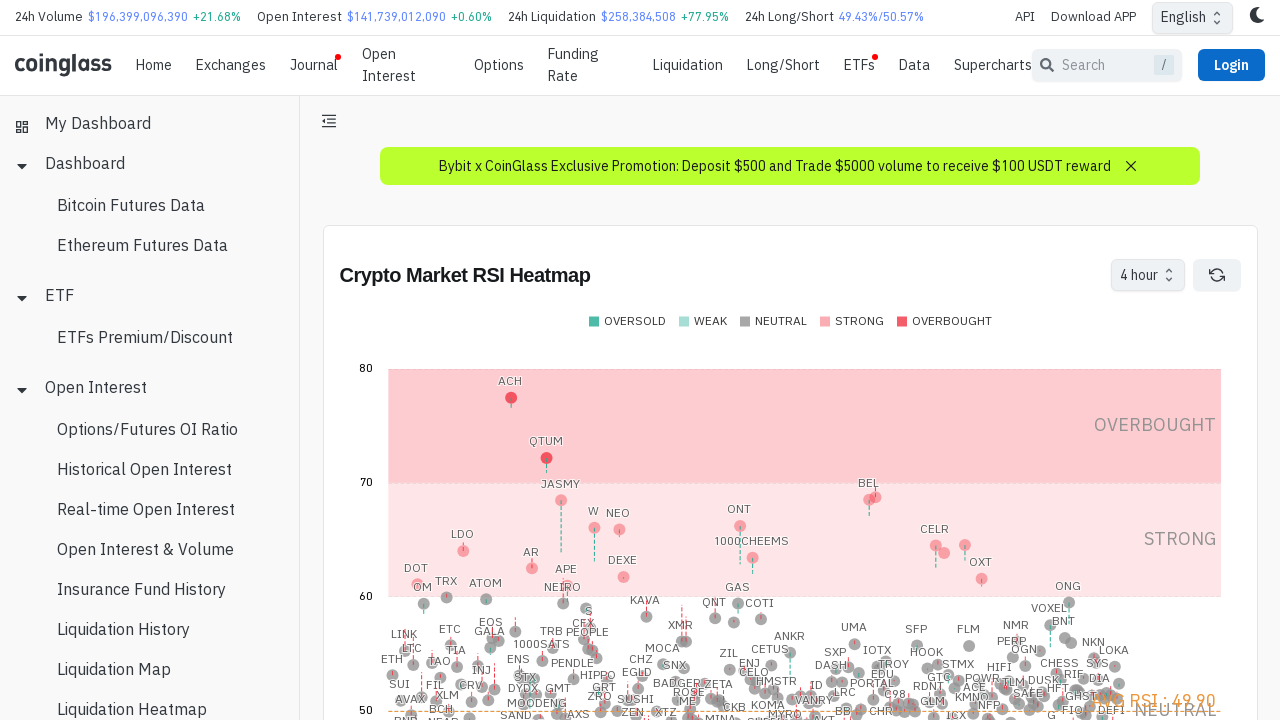 24h Volume $196,399,096,390 +21.68% Open Interest $141,739,012,090 +0.60% 24h Liquidation $258,384,508 +77.95% 24h Long/Short 49.43%/50.57% API Download APP English
coinglass Home Exchanges Journal Open Interest Options Funding Rate Liquidation Long/Short ETFs Data Supercharts Search / Login
My Dashboard
Dashboard
Bitcoin Futures Data
Ethereum Futures Data
ETF
ETFs Premium/Discount
Open Interest
Options/Futures OI Ratio
Historical Open Interest
Real-time Open Interest
Open Interest & Volume
Insurance Fund History
Liquidation History
Liquidation Map
Liquidation Heatmap
Bybit x CoinGlass Exclusive Promotion: Deposit $500 and Trade $5000 volume to receive $100 USDT reward
Crypto Market RSI Heatmap 4 hour
OVERSOLD WEAK NEUTRAL STRONG OVERBOUGHT
80
ACH
OVERBOUGHT
QTUM
70
JASMY BEL
W NEO ONT
LDO CELR
1000CHEEMS STRONG
AR DEXE OXT
DOT APE
OM TRX ATOM NEIRO GAS ONG
60
KAVA QNT COTI
S VOXEL
EOS CFX XMR BNT
LINK ETC GALA TRB PEOPLE UMA SFP FLM NMR
LTC TIA 1000SATS MOCA ANKR PERP NKN
ETH TAO ENS PENDLE CHZ SNX ZIL CETUS SXP IOTX HOOK OGN LOKA
INJ HIPPO EGLD ENJ DASH TROY STMX HIFI CHESS SYS
SUI FIL CRV STX GRT BADGER ZETA CELO HMSTR ID PORTAL EDU GTC POWR DUSK RIF DIA
AVAX XLM DYDX GMT SUSHI ROSE VANRY LRC C98 RDNT ACE HFT
BCH MOODENG ME CKB KOMA GLM KMNO SAFE GHST
50 SAND AXS ZEN XTZ BB CHR NFP FIO DEFI
AVG RSI : 49.90
NEUTRAL